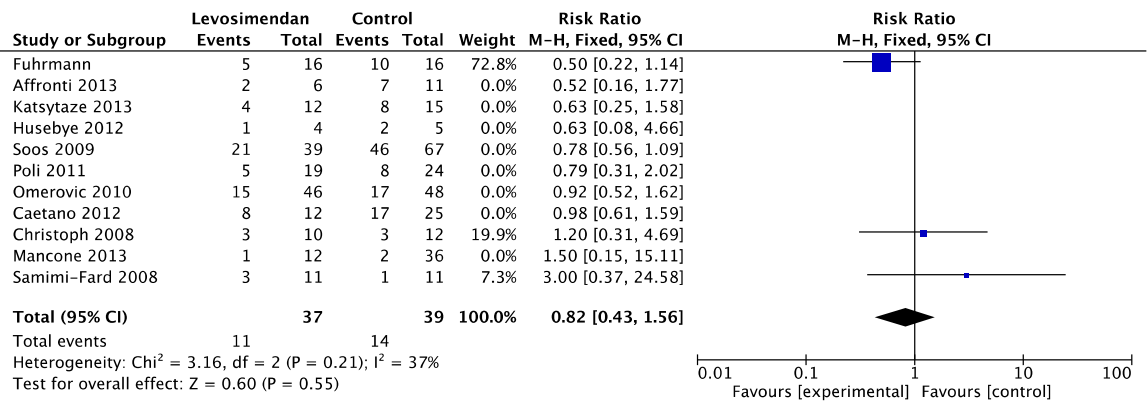 Levosimendan Control Risk Ratio Risk Ratio
Study or Subgroup Events Total Events Total Weight M-H, Fixed, 95% CI M-H, Fixed, 95% CI
Fuhrmann 5 16 10 16 72.8% 0.50 [0.22, 1.14]
Affronti 2013 2 6 7 11 0.0% 0.52 [0.16, 1.77]
Katsytaze 2013 4 12 8 15 0.0% 0.63 [0.25, 1.58]
Husebye 2012 1 4 2 5 0.0% 0.63 [0.08, 4.66]
Soos 2009 21 39 46 67 0.0% 0.78 [0.56, 1.09]
Poli 2011 5 19 8 24 0.0% 0.79 [0.31, 2.02]
Omerovic 2010 15 46 17 48 0.0% 0.92 [0.52, 1.62]
Caetano 2012 8 12 17 25 0.0% 0.98 [0.61, 1.59]
Christoph 2008 3 10 3 12 19.9% 1.20 [0.31, 4.69]
Mancone 2013 1 12 2 36 0.0% 1.50 [0.15, 15.11]
Samimi-Fard 2008 3 11 1 11 7.3% 3.00 [0.37, 24.58]
Total (95% CI) 37 39 100.0% 0.82 [0.43, 1.56]
Total events 11 14
Heterogeneity: Chi² = 3.16, df = 2 (P = 0.21); I² = 37%
Test for overall effect: Z = 0.60 (P = 0.55)
0.01 0.1 1 10 100
Favours [experimental] Favours [control]